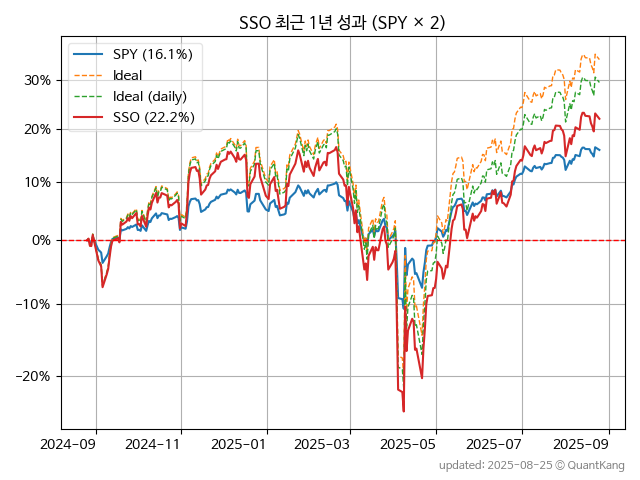 SSO 최근 1년 성과 (SPY × 2)
SPY (16.1%)
Ideal
Ideal (daily)
SSO (22.2%)
30%
20%
10%
0%
−10%
−20%
2024-09 2024-11 2025-01 2025-03 2025-05 2025-07 2025-09
updated: 2025-08-25 © QuantKang